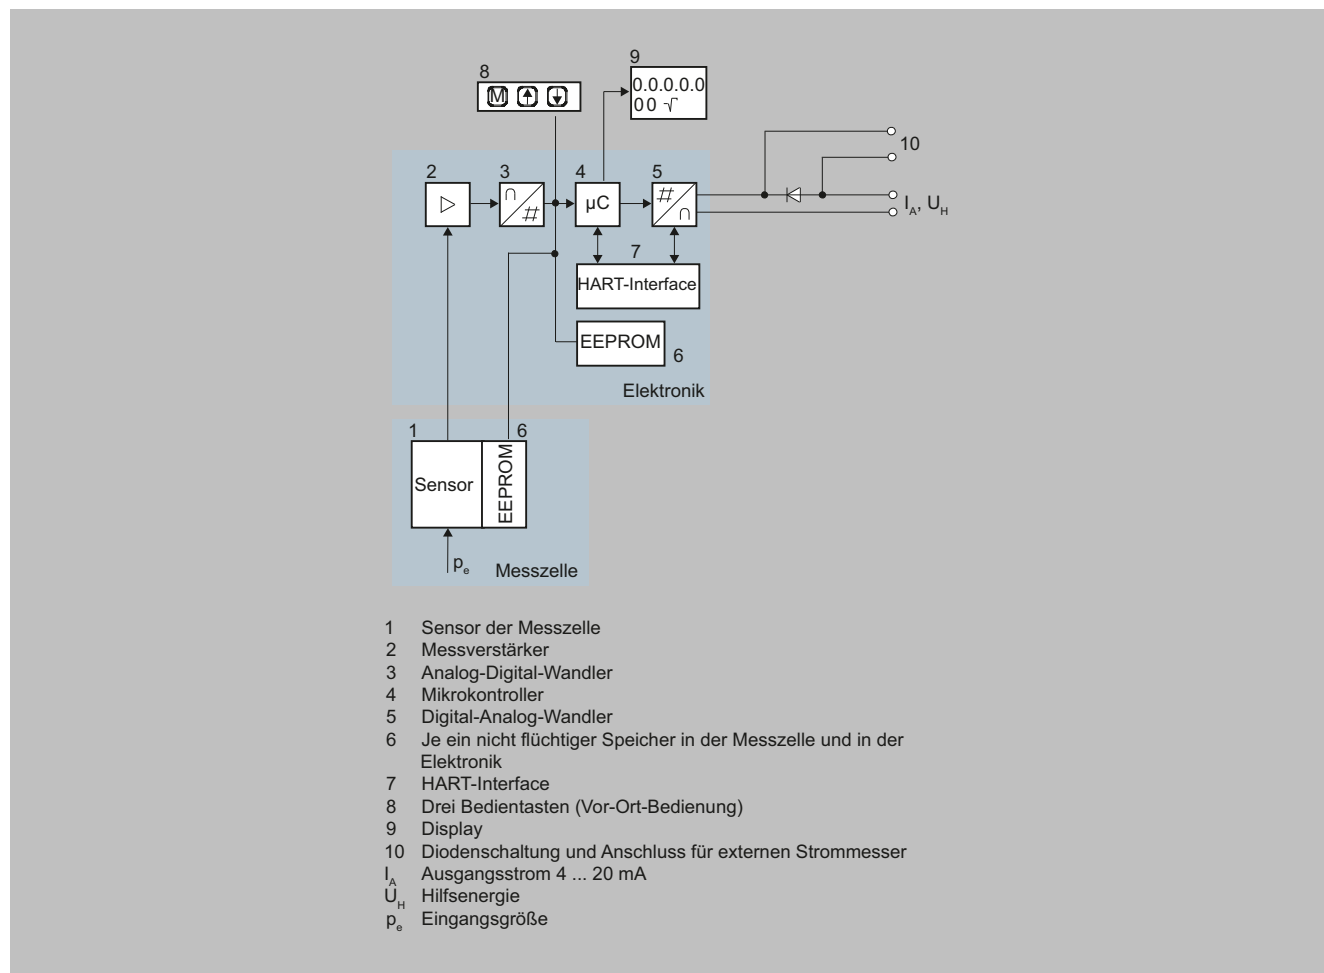 8
M
9
0.0.0.0.0
00 √
10
2
3
4
5
∩
#
µC
#
∩
I_A, U_H
7
HART-Interface
EEPROM
6
Elektronik
1
6
Sensor
EEPROM
p_e
Messzelle
1 Sensor der Messzelle
2 Messverstärker
3 Analog-Digital-Wandler
4 Mikrokontroller
5 Digital-Analog-Wandler
6 Je ein nicht flüchtiger Speicher in der Messzelle und in der
Elektronik
7 HART-Interface
8 Drei Bedientasten (Vor-Ort-Bedienung)
9 Display
10 Diodenschaltung und Anschluss für externen Strommesser
I_A Ausgangsstrom 4 ... 20 mA
U_H Hilfsenergie
p_e Eingangsgröße